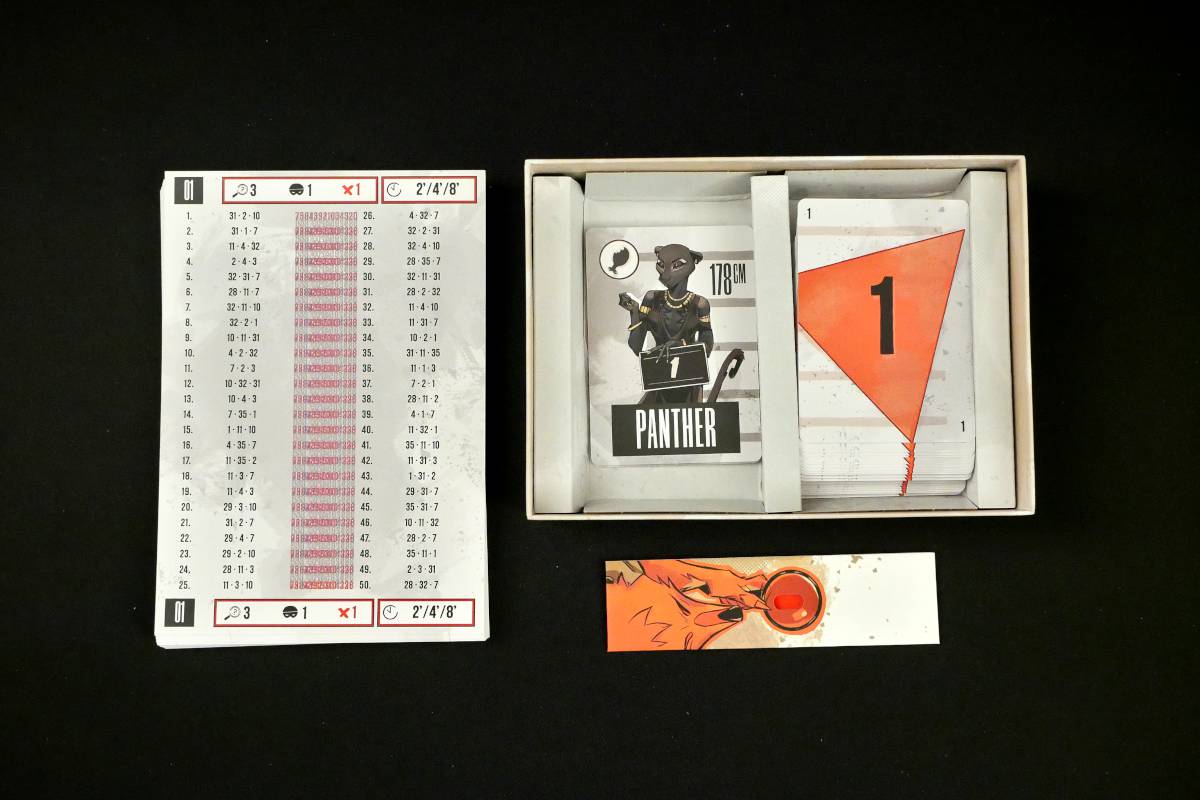 01 3 1 ×1 2'/4'/8'
1. 31·2·10 26. 4·32·7
2. 31·1·7 27. 32·2·31
3. 11·4·32 28. 32·4·10
4. 2·4·3 29. 28·35·7
5. 32·31·7 30. 32·11·31
6. 28·11·7 31. 28·2·32
7. 32·11·10 32. 11·4·10
8. 32·2·1 33. 11·31·7
9. 10·11·31 34. 10·2·1
10. 4·2·32 35. 31·11·35
11. 7·2·3 36. 11·1·3
12. 10·32·31 37. 7·2·1
13. 10·4·3 38. 28·11·2
14. 7·35·1 39. 4·1·7
15. 1·11·10 40. 11·32·1
16. 4·35·7 41. 35·11·10
17. 11·35·2 42. 11·31·3
18. 11·3·7 43. 1·31·2
19. 11·4·3 44. 29·31·7
20. 29·3·10 45. 35·31·7
21. 31·2·7 46. 10·11·32
22. 29·4·7 47. 28·2·7
23. 29·2·10 48. 35·11·1
24. 28·11·3 49. 2·3·31
25. 11·3·10 50. 28·32·7
01 3 1 ×1 2'/4'/8'
178CM
1
PANTHER
1
1
1